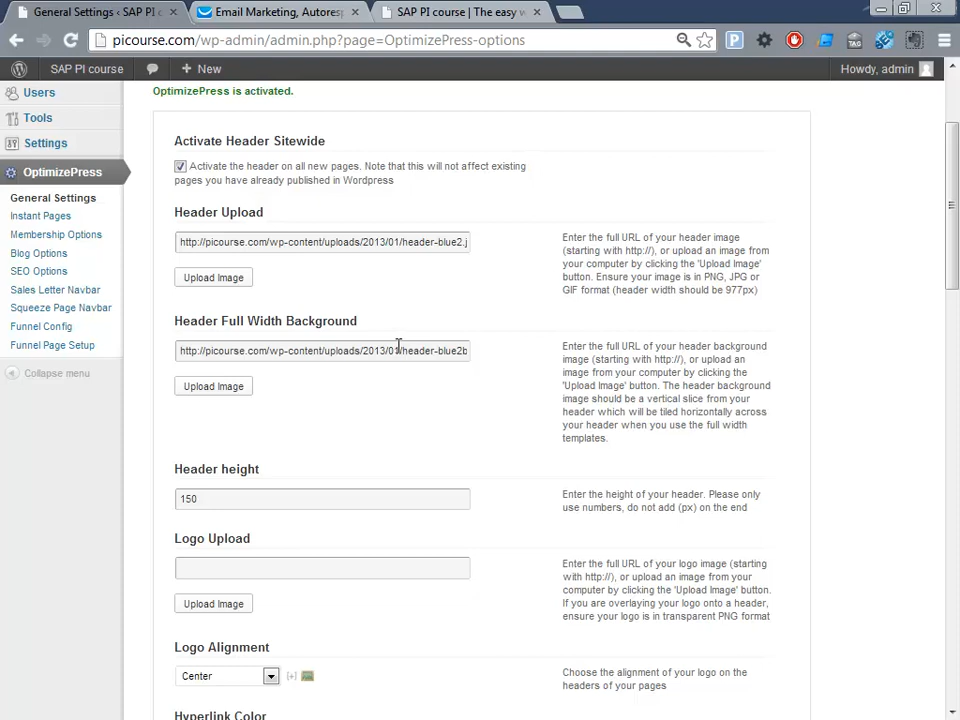 General Settings ‹ SAP PI c
Email Marketing, Autoresp
SAP PI course | The easy w
picourse.com/wp-admin/admin.php?page=OptimizePress-options
SAP PI course
New
Howdy, admin
Users
Tools
Settings
OptimizePress
General Settings
Instant Pages
Membership Options
Blog Options
SEO Options
Sales Letter Navbar
Squeeze Page Navbar
Funnel Config
Funnel Page Setup
Collapse menu
OptimizePress is activated.
Activate Header Sitewide
Activate the header on all new pages. Note that this will not affect existing
pages you have already published in Wordpress
Header Upload
http://picourse.com/wp-content/uploads/2013/01/header-blue2.j
Upload Image
Enter the full URL of your header image
(starting with http://), or upload an image from
your computer by clicking the 'Upload Image'
button. Ensure your image is in PNG, JPG or
GIF format (header width should be 977px)
Header Full Width Background
http://picourse.com/wp-content/uploads/2013/01/header-blue2b
Upload Image
Enter the full URL of your header background
image (starting with http://), or upload an
image from your computer by clicking the
'Upload Image' button. The header background
image should be a vertical slice from your
header which will be tiled horizontally across
your header when you use the full width
templates.
Header height
150
Enter the height of your header. Please only
use numbers, do not add (px) on the end
Logo Upload
Upload Image
Enter the full URL of your logo image (starting
with http://), or upload an image from your
computer by clicking the 'Upload Image' button.
If you are overlaying your logo onto a header,
ensure your logo is in transparent PNG format
Logo Alignment
Center
[+]
Choose the alignment of your logo on the
headers of your pages
Hyperlink Color